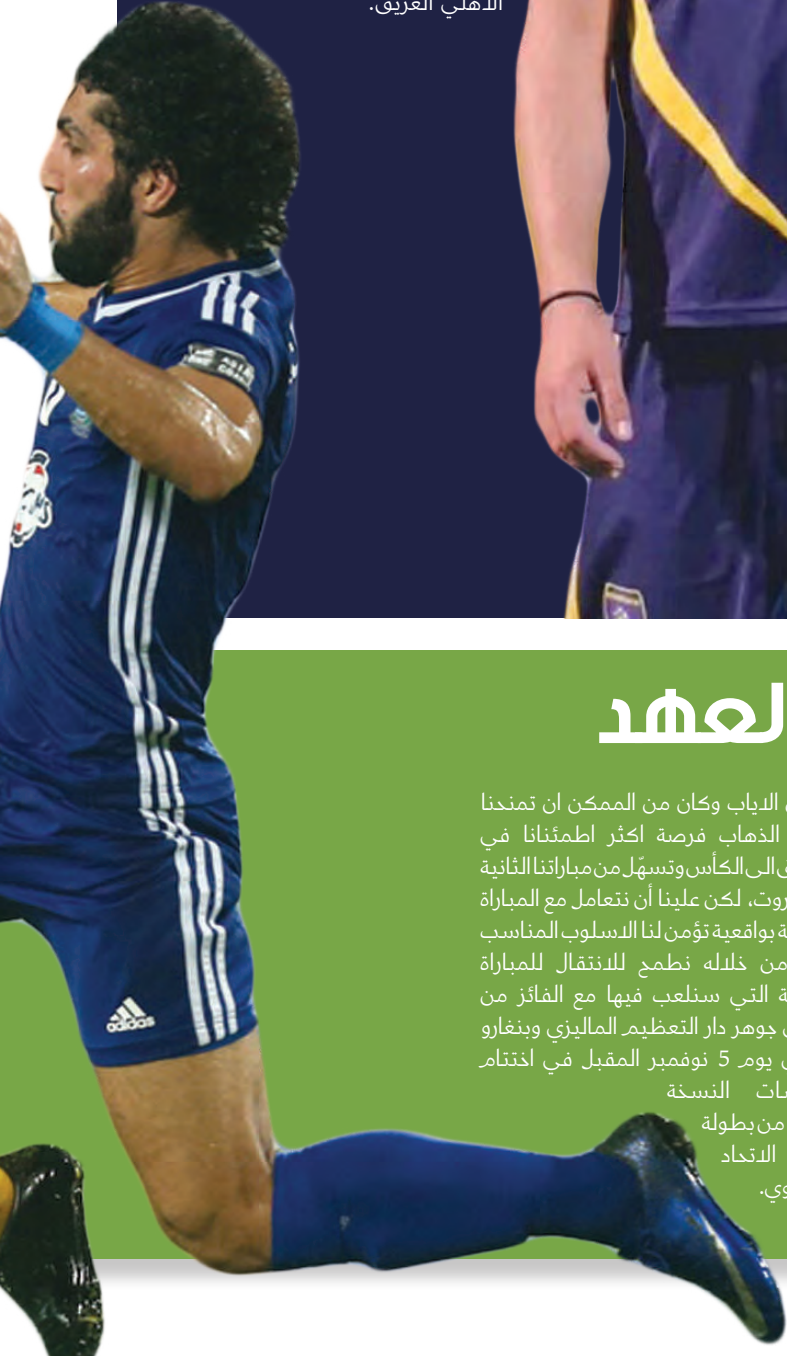 الاهلي العريق.
adidas
لعهد
الاياب وكان من الممكن ان تمنحنا
الذهاب فرصة اكثر اطمئنانا في
الى الكأس وتسهّل من مباراتنا الثانية
روت، لكن علينا أن نتعامل مع المباراة
ة بواقعية تؤمن لنا الاسلوب المناسب
من خلاله نطمح للانتقال للمباراة
ة التي سنلعب فيها مع الفائز من
جوهر دار التعظيم الماليزي وبنغارو
يوم 5 نوفمبر المقبل في اختتام
ات النسخة
من بطولة
الاتحاد
وي.